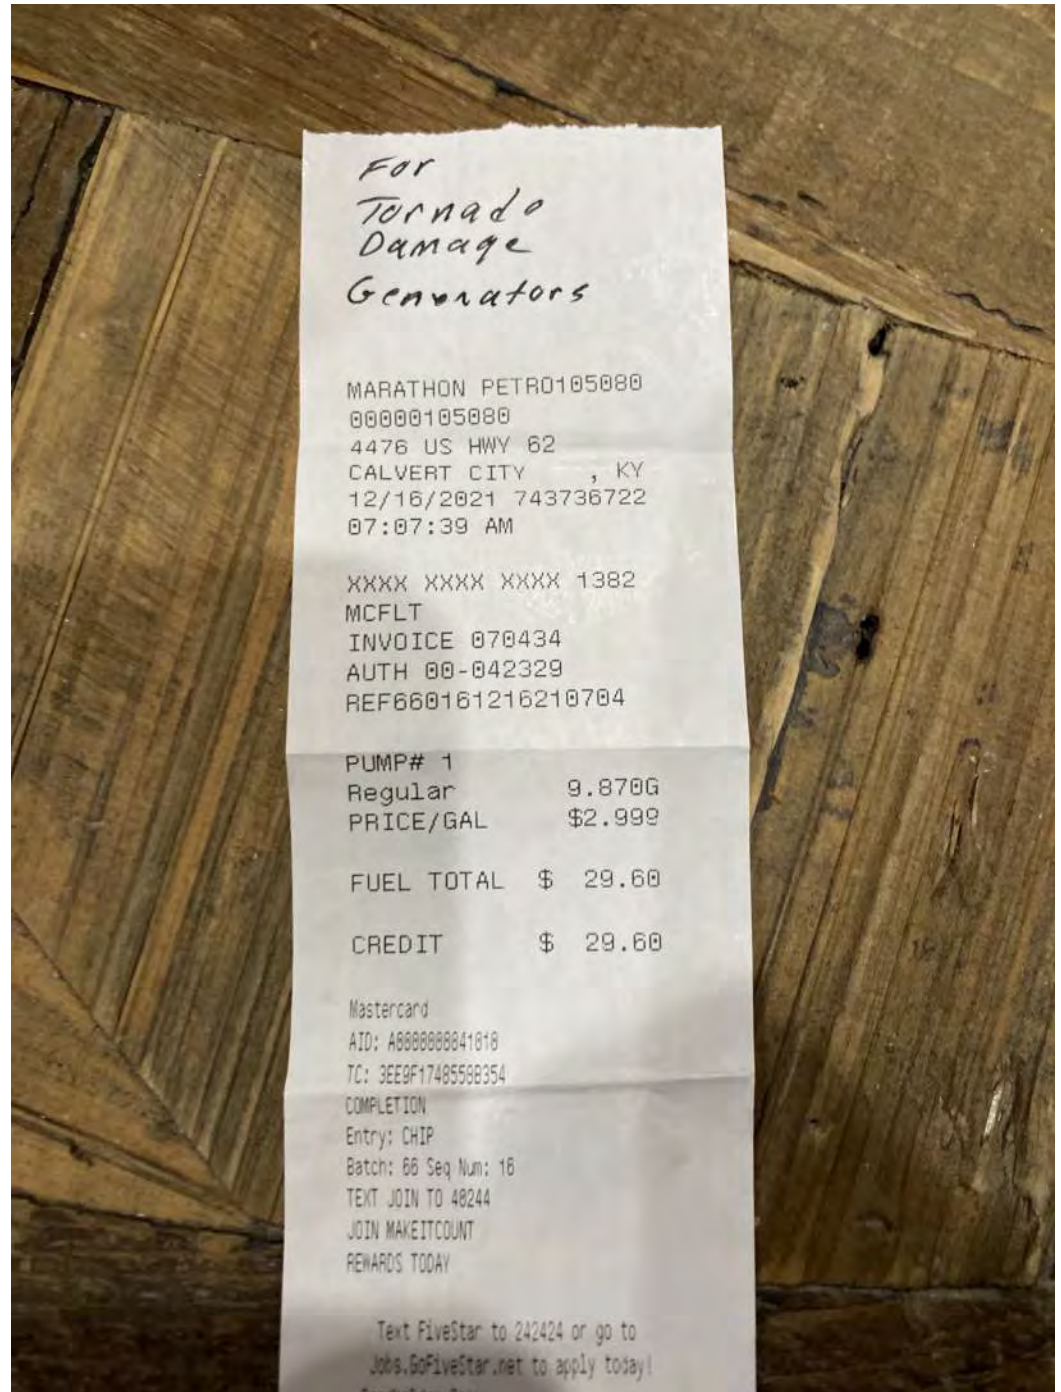 For
Tornado
Damage
Generators
MARATHON PETRO105080
00000105080
4476 US HWY 62
CALVERT CITY , KY
12/16/2021 743736722
07:07:39 AM
XXXX XXXX XXXX 1382
MCFLT
INVOICE 070434
AUTH 00-042329
REF660161216210704
PUMP# 1
Regular 9.870G
PRICE/GAL $2.999
FUEL TOTAL $ 29.60
CREDIT $ 29.60
Mastercard
AID: A0000000041010
TC: 3EE9F1748558B354
COMPLETION
Entry: CHIP
Batch: 66 Seq Num: 16
TEXT JOIN TO 40244
JOIN MAKEITCOUNT
REWARDS TODAY
Text FiveStar to 242424 or go to
Jobs.GoFiveStar.net to apply today!